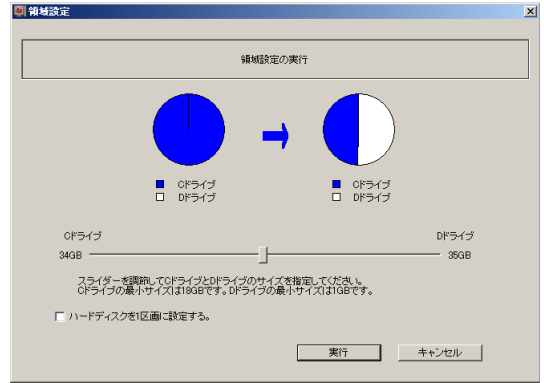 領域設定
領域設定の実行
Cドライブ
Dドライブ
Cドライブ
Dドライブ
Cドライブ
Dドライブ
34GB
35GB
スライダーを調節してCドライブとDドライブのサイズを指定してください。
Cドライブの最小サイズは18GBです。Dドライブの最小サイズは1GBです。
ハードディスクを1区画に設定する。
実行
キャンセル